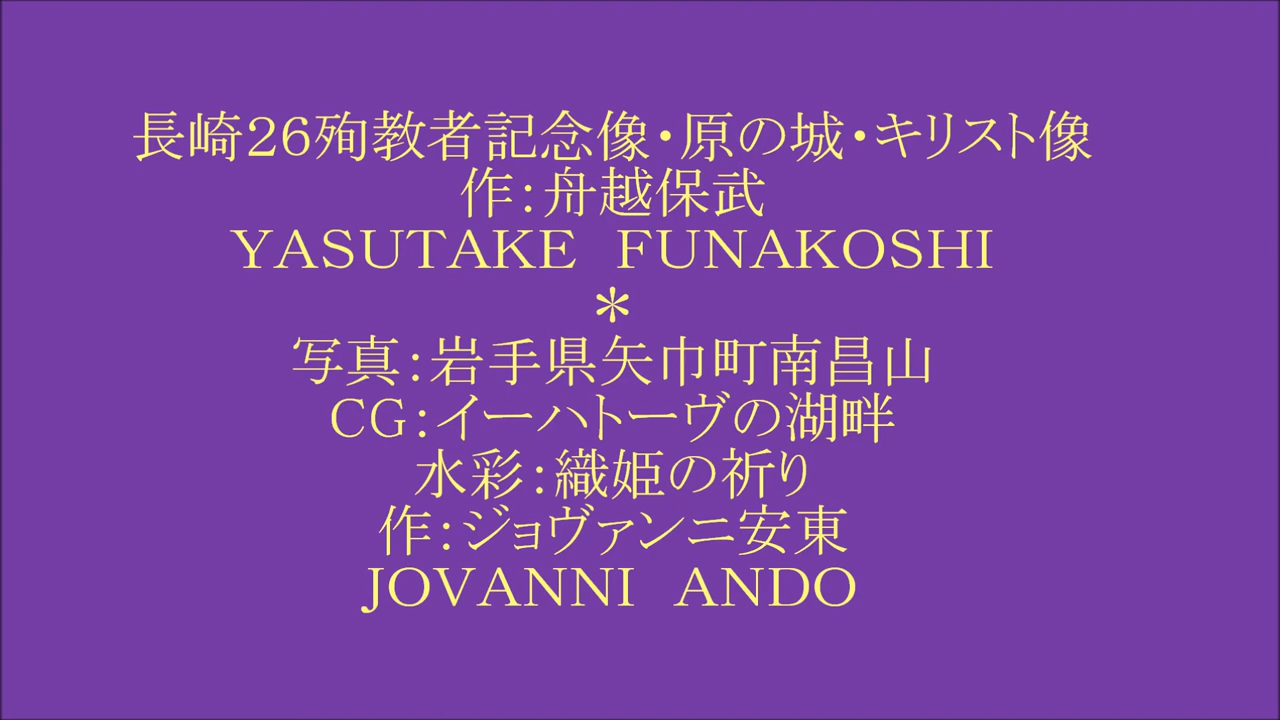 長崎２６殉教者記念像・原の城・キリスト像
作：舟越保武
ＹＡＳＵＴＡＫＥ　ＦＵＮＡＫＯＳＨＩ
＊
写真：岩手県矢巾町南昌山
ＣＧ：イーハトーヴの湖畔
水彩：織姫の祈り
作：ジョヴァンニ安東
ＪＯＶＡＮＮＩ　ＡＮＤＯ